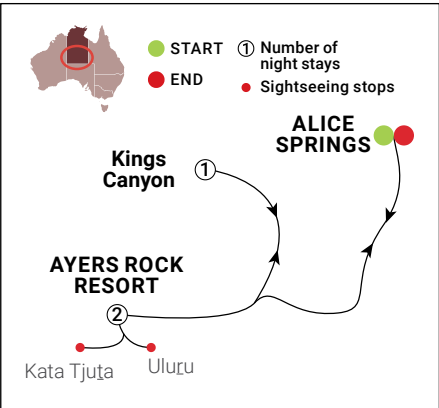 START
END
① Number of
night stays
Sightseeing stops
ALICE
SPRINGS
Kings
Canyon
1
AYERS ROCK
RESORT
2
Kata Tjuṯa
Uluṟu